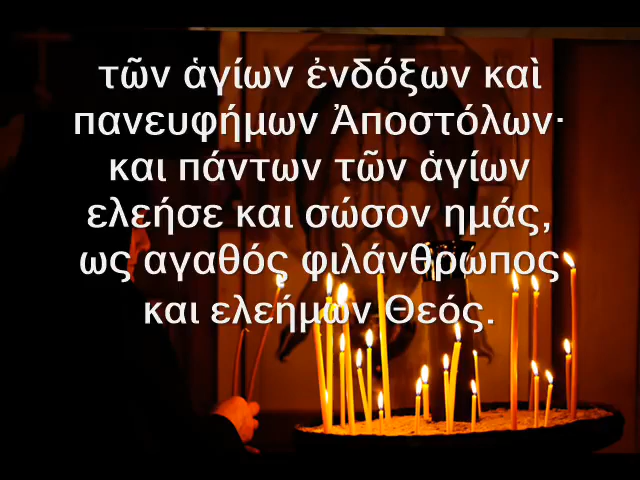 τῶν ἁγίων ἐνδόξων καὶ
πανευφήμων Ἀποστόλων·
και πάντων τῶν ἁγίων
ελεήσε και σώσον ημάς,
ως αγαθός φιλάνθρωπος
και ελεήμων Θεός.